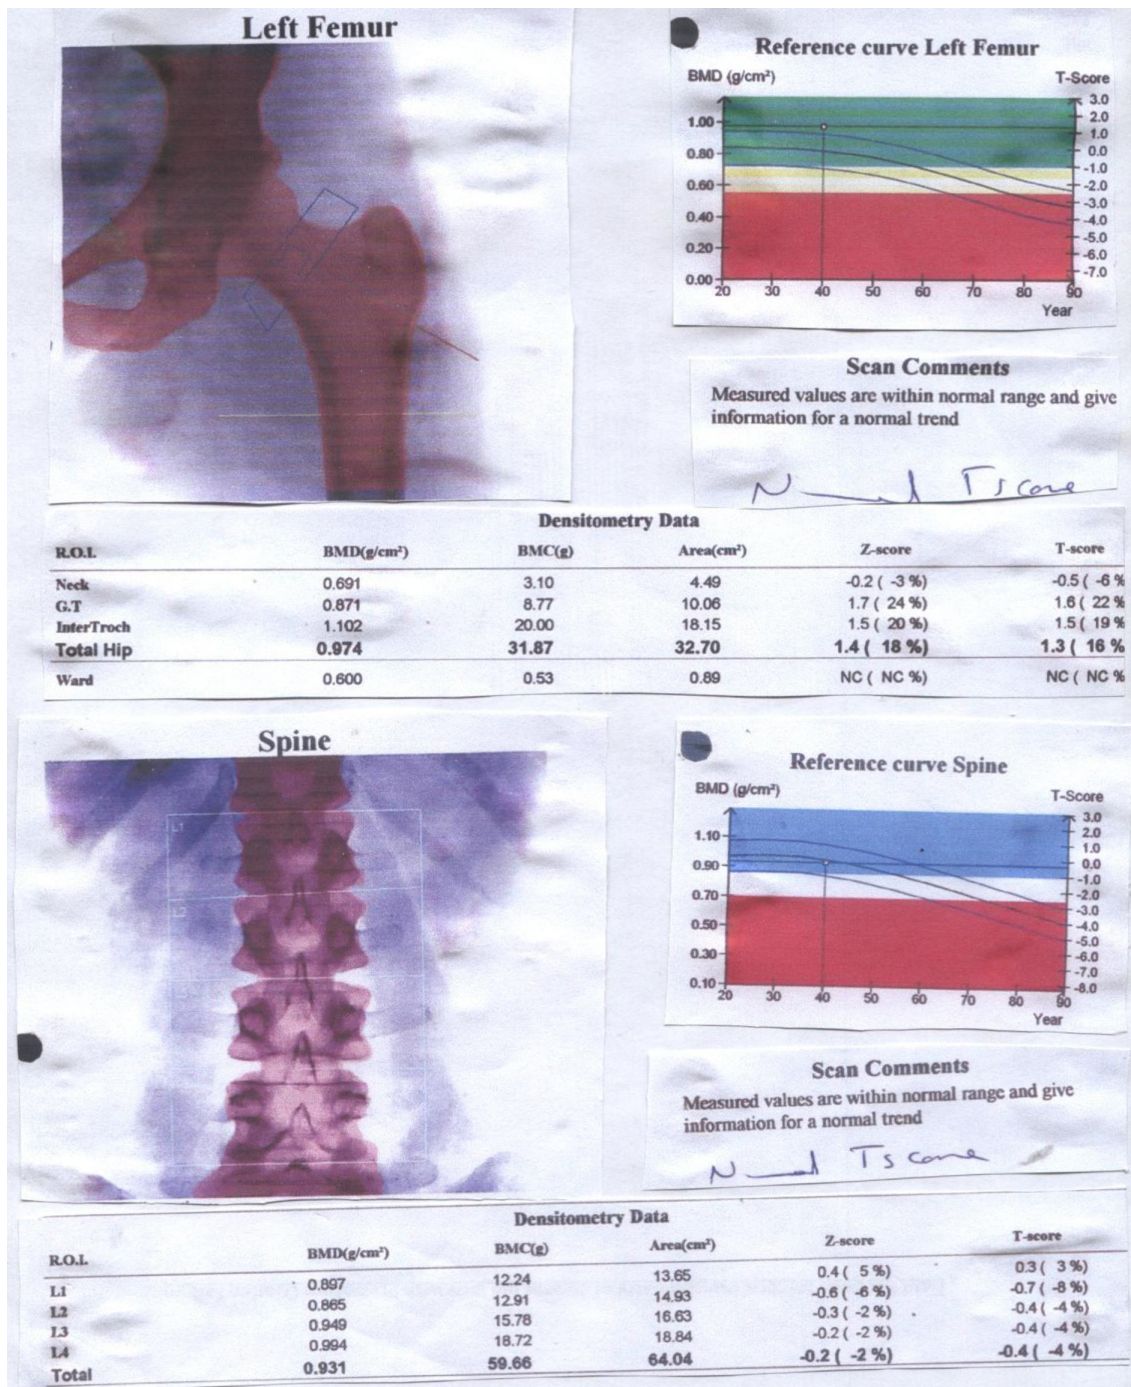 Left Femur
Reference curve Left Femur
BMD (g/cm²)
T-Score
1.00
0.80
0.60
0.40
0.20
0.00
3.0
2.0
1.0
0.0
-1.0
-2.0
-3.0
-4.0
-5.0
-6.0
-7.0
20 30 40 50 60 70 80 90
Year
Scan Comments
Measured values are within normal range and give
information for a normal trend
Normal T score
Densitometry Data
R.O.I. BMD(g/cm²) BMC(g) Area(cm²) Z-score T-score
Neck 0.691 3.10 4.49 -0.2 ( -3 %) -0.5 ( -6 %
G.T 0.871 8.77 10.06 1.7 ( 24 %) 1.6 ( 22 %
InterTroch 1.102 20.00 18.15 1.5 ( 20 %) 1.5 ( 19 %
Total Hip 0.974 31.87 32.70 1.4 ( 18 %) 1.3 ( 16 %
Ward 0.600 0.53 0.89 NC ( NC %) NC ( NC %
Spine
L1
L2
Reference curve Spine
BMD (g/cm²)
T-Score
1.10
0.90
0.70
0.50
0.30
0.10
3.0
2.0
1.0
0.0
-1.0
-2.0
-3.0
-4.0
-5.0
-6.0
-7.0
-8.0
20 30 40 50 60 70 80 90
Year
Scan Comments
Measured values are within normal range and give
information for a normal trend
Normal T score
Densitometry Data
R.O.I. BMD(g/cm²) BMC(g) Area(cm²) Z-score T-score
L1 0.897 12.24 13.65 0.4 ( 5 %) 0.3 ( 3 %)
L2 0.865 12.91 14.93 -0.6 ( -6 %) -0.7 ( -8 %)
L3 0.949 15.78 16.63 -0.3 ( -2 %) -0.4 ( -4 %)
L4 0.994 18.72 18.84 -0.2 ( -2 %) -0.4 ( -4 %)
Total 0.931 59.66 64.04 -0.2 ( -2 %) -0.4 ( -4 %)